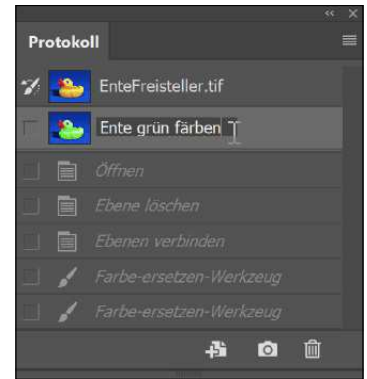 Protokoll
EnteFreisteller.tif
Ente grün färben
Öffnen
Ebene löschen
Ebenen verbinden
Farbe-ersetzen-Werkzeug
Farbe-ersetzen-Werkzeug